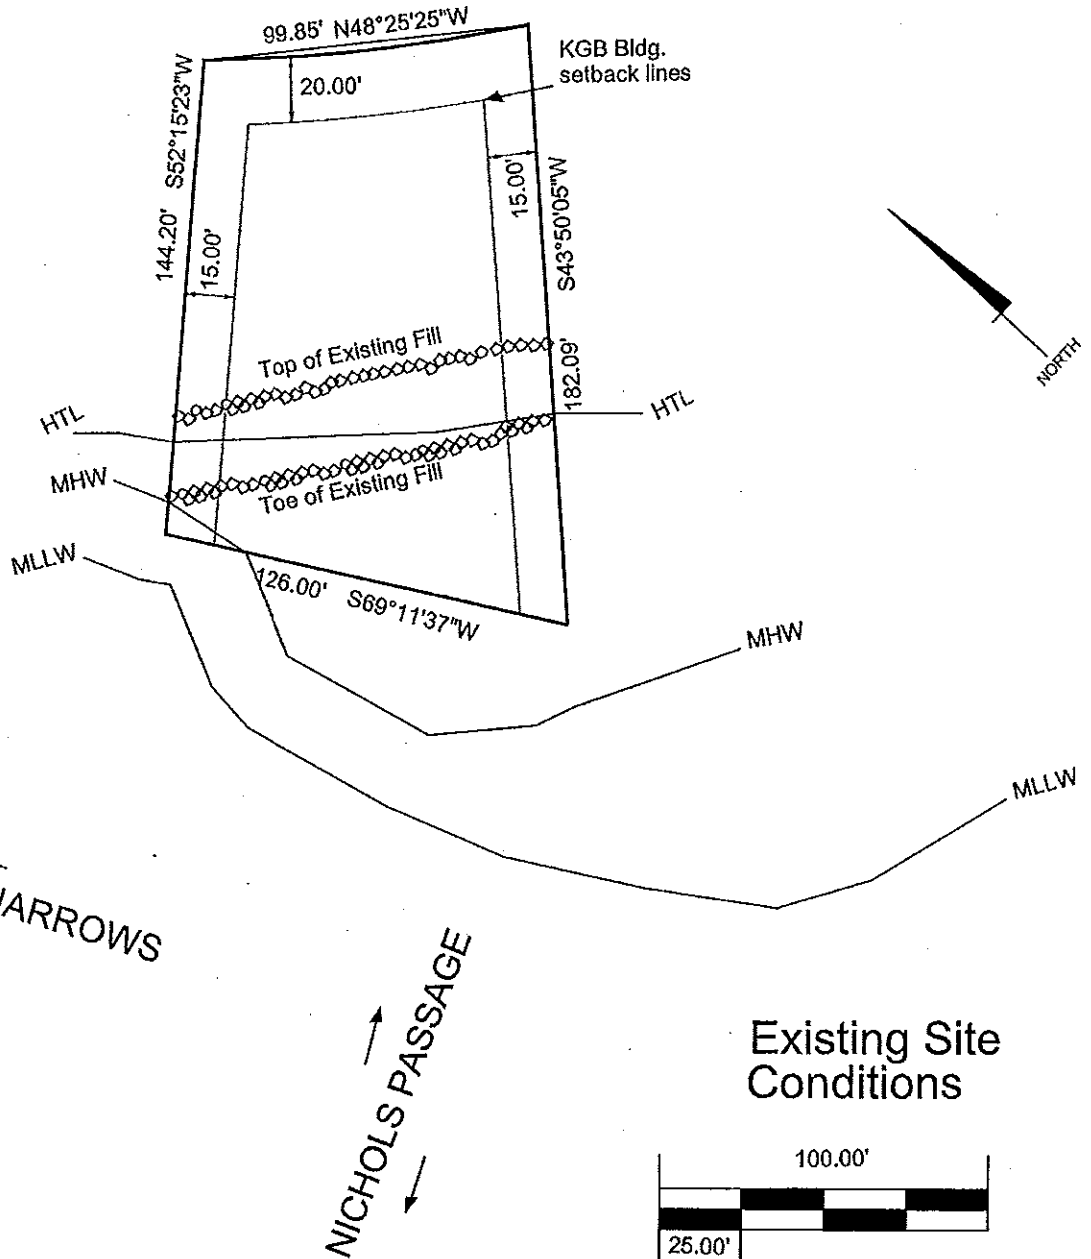 99.85' N48°25'25"W
KGB Bldg.
setback lines
20.00'
144.20' S52°15'23"W
15.00'
15.00'
S43°50'05"W
182.09'
Top of Existing Fill
HTL
HTL
NORTH
MHW
Toe of Existing Fill
MLLW
126.00' S69°11'37"W
MHW
MLLW
NARROWS
NICHOLS PASSAGE
Existing Site
Conditions
100.00'
25.00'